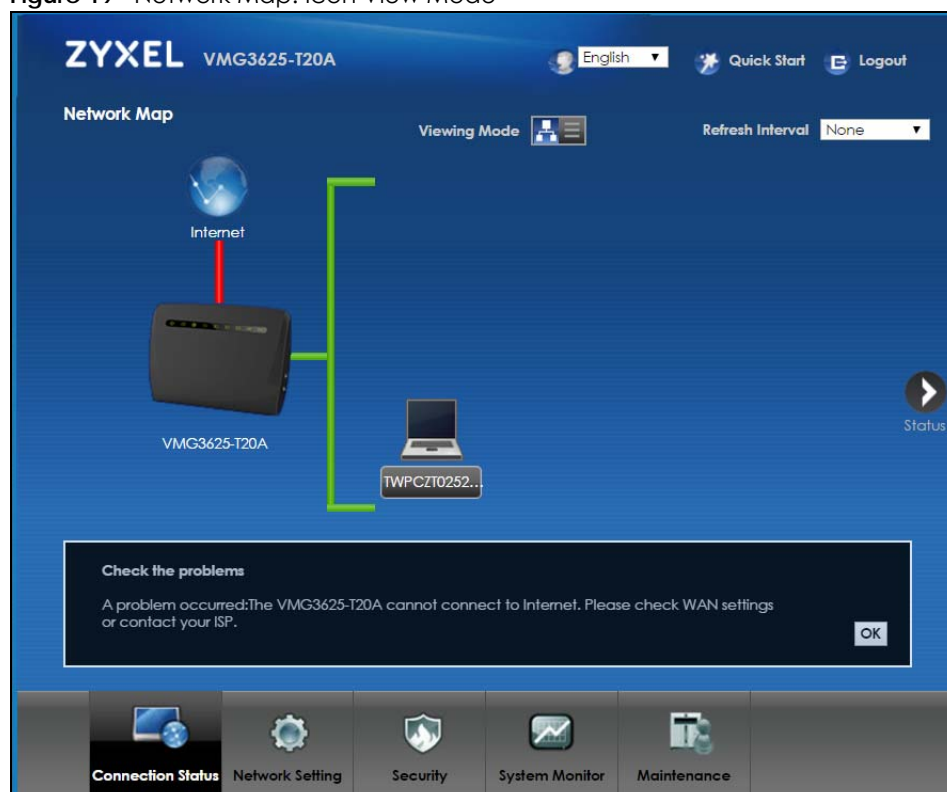 Figure 19 Network Map: Icon View Mode
ZYXEL VMG3625-T20A
English
Quick Start
Logout
Network Map
Viewing Mode
Refresh Interval
None
Internet
VMG3625-T20A
TWPCZT0252...
Status
Check the problems
A problem occurred:The VMG3625-T20A cannot connect to Internet. Please check WAN settings
or contact your ISP.
OK
Connection Status
Network Setting
Security
System Monitor
Maintenance